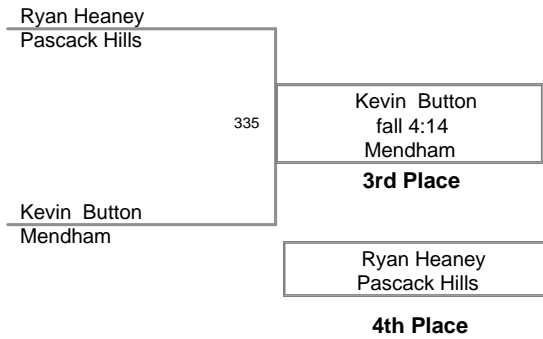 Ryan Heaney
Pascack Hills
335
Kevin Button
fall 4:14
Mendham
3rd Place
Kevin Button
Mendham
Ryan Heaney
Pascack Hills
4th Place